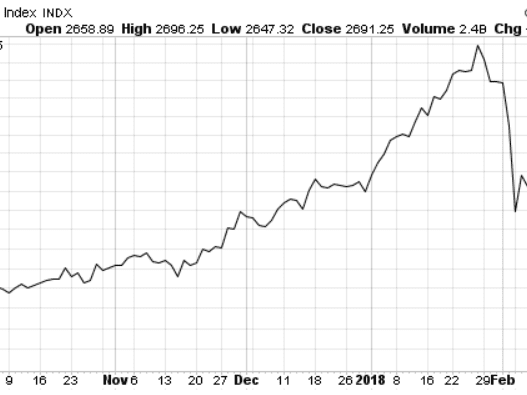 Index INDX
Open 2658.89 High 2696.25 Low 2647.32 Close 2691.25 Volume 2.4B Chg
9 16 23 Nov 6 13 20 27 Dec 11 18 26 2018 8 16 22 29 Feb